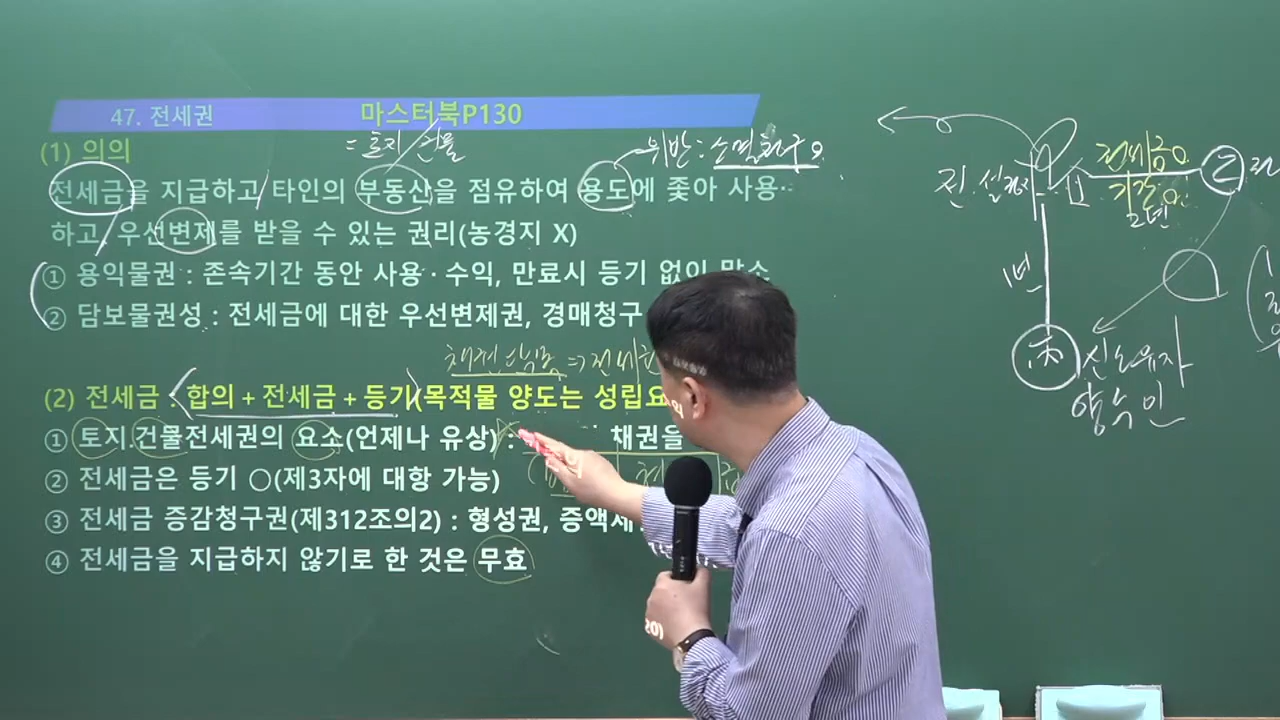 47. 전세권 마스터북P130
(1) 의의
= 토지 건물
위반 : 소멸청구 O
전세금을 지급하고 타인의 부동산을 점유하여 용도에 좇아 사용·
하고, 우선변제를 받을 수 있는 권리(농경지 X)
① 용익물권 : 존속기간 동안 사용·수익, 만료시 등기 없이 말소
② 담보물권성 : 전세금에 대한 우선변제권, 경매청구
(2) 전세금 : 합의 + 전세금 + 등기(목적물 양도는 성립요
① 토지.건물전세권의 요소(언제나 유상) : 채권을
② 전세금은 등기 ○(제3자에 대항 가능)
③ 전세금 증감청구권(제312조의2) : 형성권, 증액제
④ 전세금을 지급하지 않기로 한 것은 무효
20)
전세금O
기간O
2년
전.설정자
乙
丙
양수인